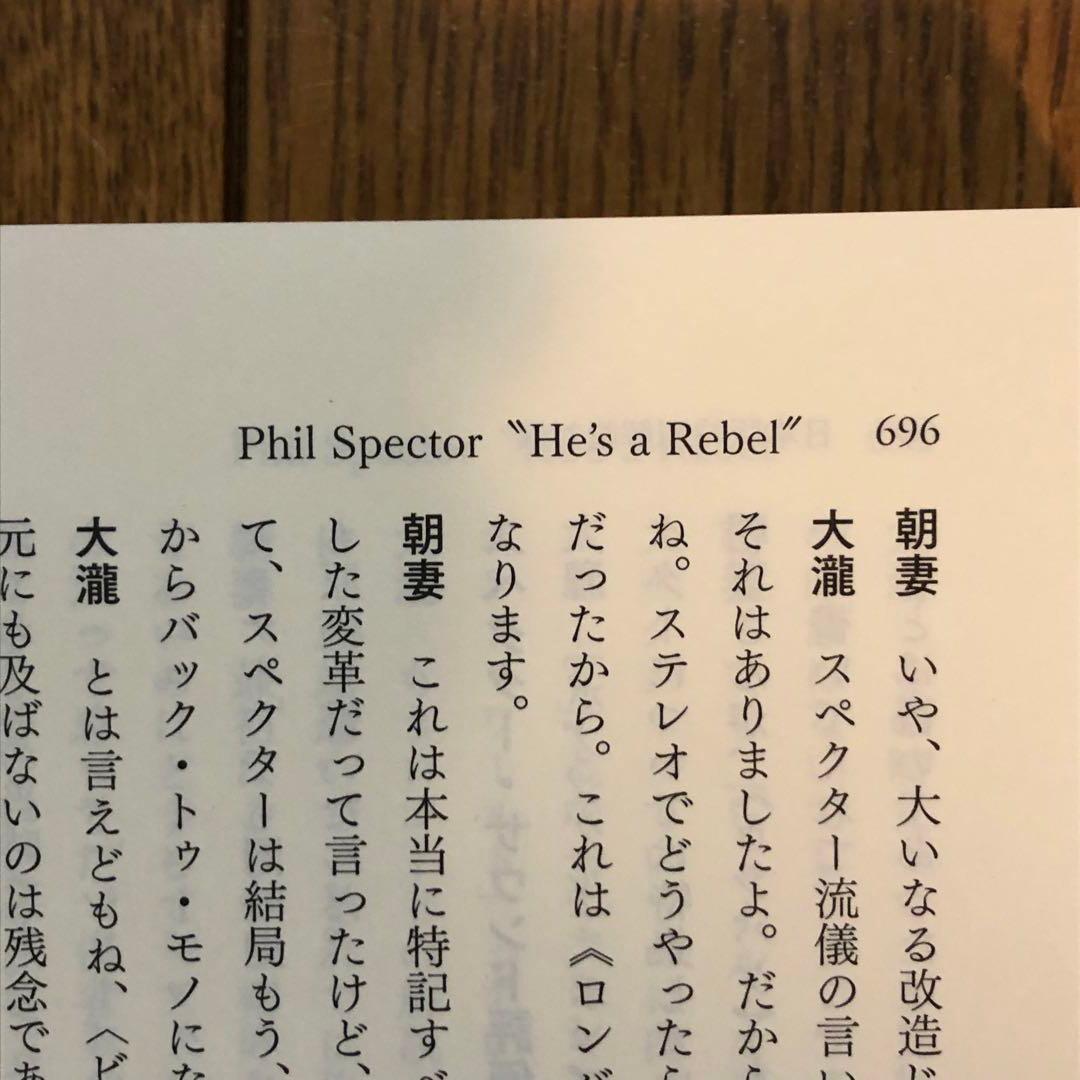 Phil Spector 〝He's a Rebel〞 696
朝妻 いや、大いなる改造
大瀧 スペクター流儀の言い
それはありましたよ。だから
ね。ステレオでどうやったら
だったから。これは《ロン
なります。
朝妻 これは本当に特記す
した変革だって言ったけど、
て、スペクターは結局もう、
からバック・トゥ・モノにな
大瀧 とは言えどもね、〈ビ
元にも及ばないのは残念であ